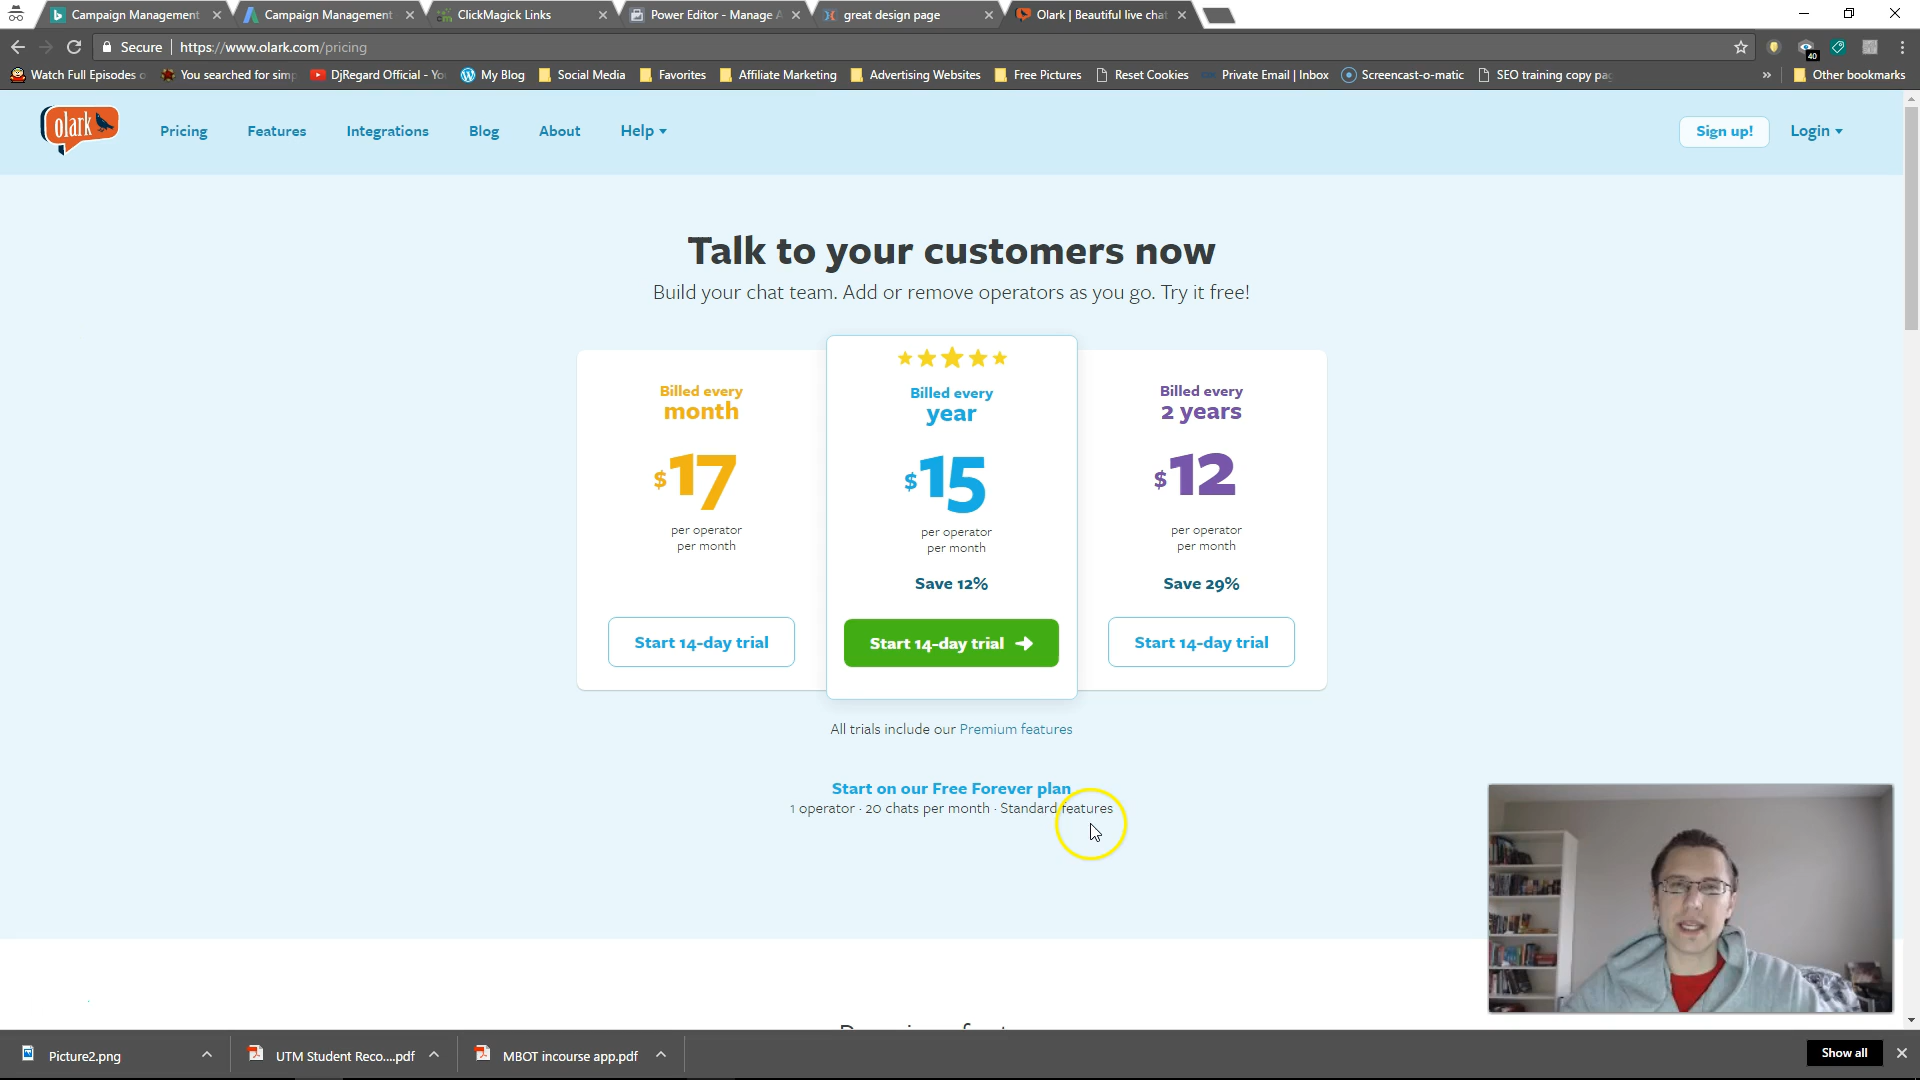 Campaign Management
Campaign Management
ClickMagick Links
Power Editor - Manage A
great design page
Olark | Beautiful live chat
Secure
https://www.olark.com/pricing
40
Watch Full Episodes o
You searched for simp
DjRegard Official - Yo
My Blog
Social Media
Favorites
Affiliate Marketing
Advertising Websites
Free Pictures
Reset Cookies
Private Email | Inbox
Screencast-o-matic
SEO training copy pag
»
Other bookmarks
olark
Pricing
Features
Integrations
Blog
About
Help
Sign up!
Login
Talk to your customers now
Build your chat team. Add or remove operators as you go. Try it free!
Billed every
month
$17
per operator
per month
Start 14-day trial
Billed every
year
$15
per operator
per month
Save 12%
Start 14-day trial
Billed every
2 years
$12
per operator
per month
Save 29%
Start 14-day trial
All trials include our Premium features
Start on our Free Forever plan
1 operator · 20 chats per month · Standard features
Picture2.png
UTM Student Reco....pdf
MBOT incourse app.pdf
Show all